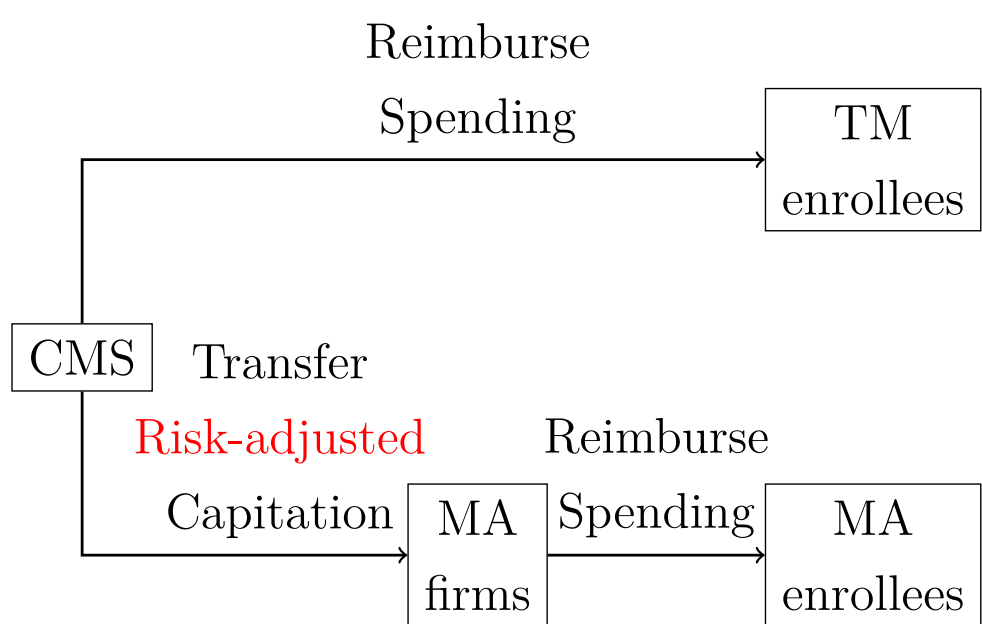 Reimburse
Spending
TM
enrollees
CMS
Transfer
Risk-adjusted
Capitation
MA
firms
Reimburse
Spending
MA
enrollees